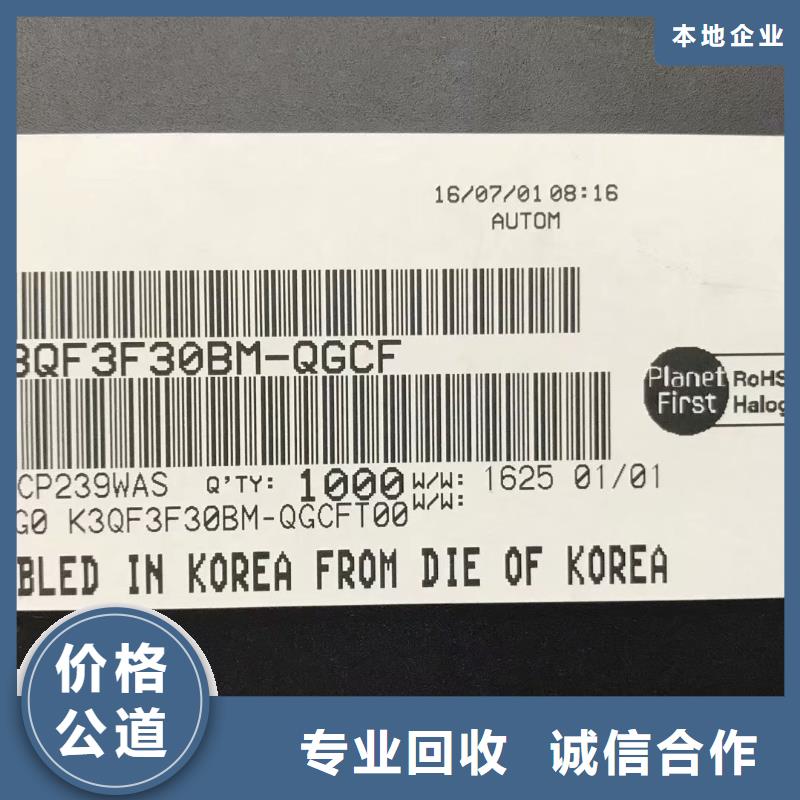 本地企业
16/07/01 08:16
AUTOM
3QF3F30BM-QGCF
Planet First
RoHS
Halog
CP239WAS Q'TY: 1000 W/W: 1625 01/01
W/W:
G0 K3QF3F30BM-QGCFT00
BLED IN KOREA FROM DIE OF KOREA
价格
公道
专业回收 诚信合作